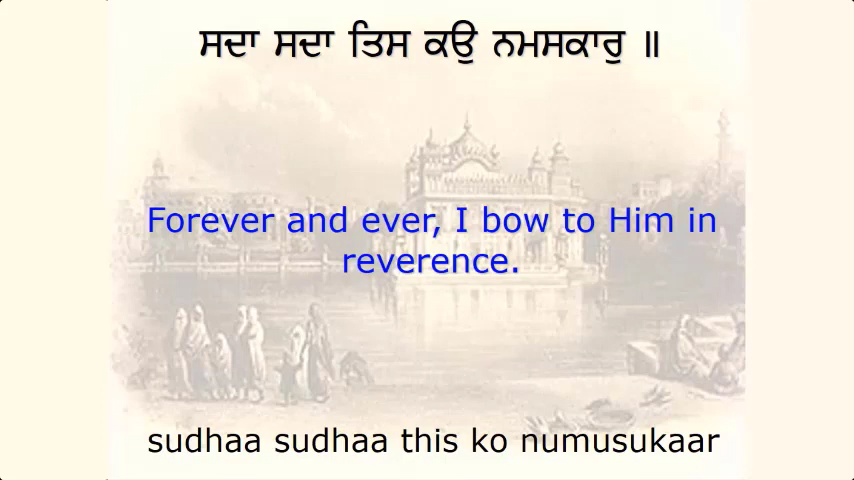 ਸਦਾ ਸਦਾ ਤਿਸ ਕਉ ਨਮਸਕਾਰੁ ॥
Forever and ever, I bow to Him in
reverence.
sudhaa sudhaa this ko numusukaar